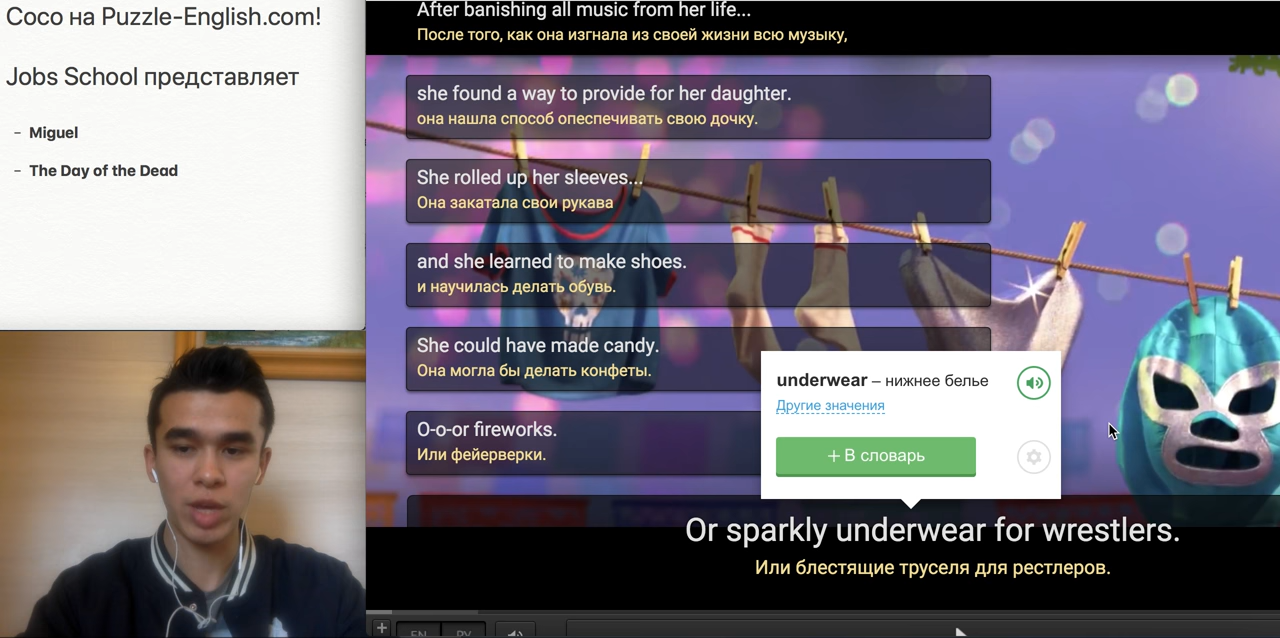 Coco на Puzzle-English.com!
Jobs School представляет
- Miguel
- The Day of the Dead
After banishing all music from her life...
После того, как она изгнала из своей жизни всю музыку,
she found a way to provide for her daughter.
она нашла способ опеспечивать свою дочку.
She rolled up her sleeves...
Она закатала свои рукава
and she learned to make shoes.
и научилась делать обувь.
She could have made candy.
Она могла бы делать конфеты.
O-o-or fireworks.
Или фейерверки.
underwear – нижнее белье
Другие значения
+ В словарь
Or sparkly underwear for wrestlers.
Или блестящие труселя для рестлеров.
+ EN РУ